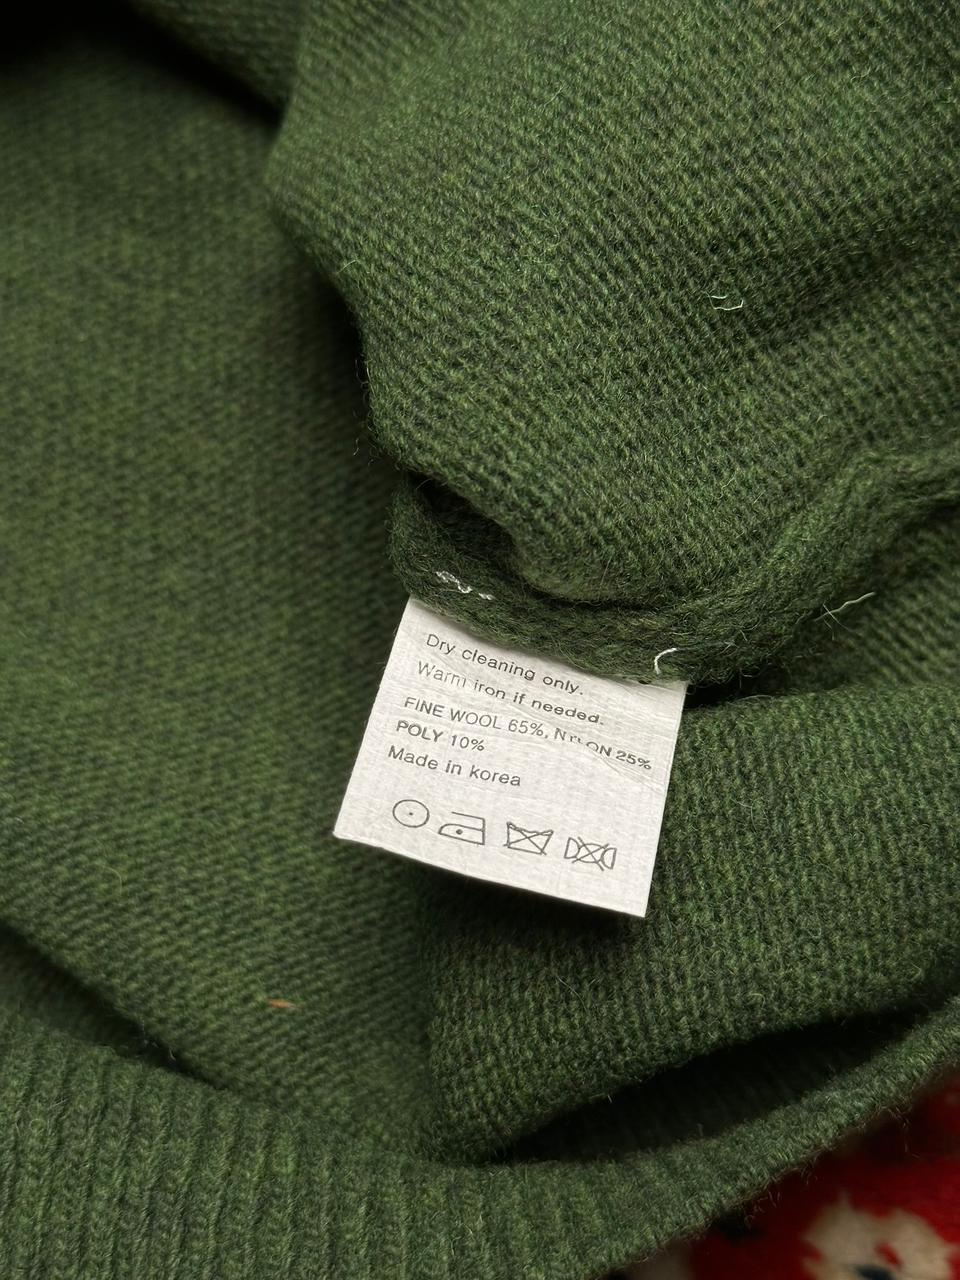 Dry cleaning only.
Warm iron if needed.
FINE WOOL 65%, NYLON 25%
POLY 10%
Made in korea